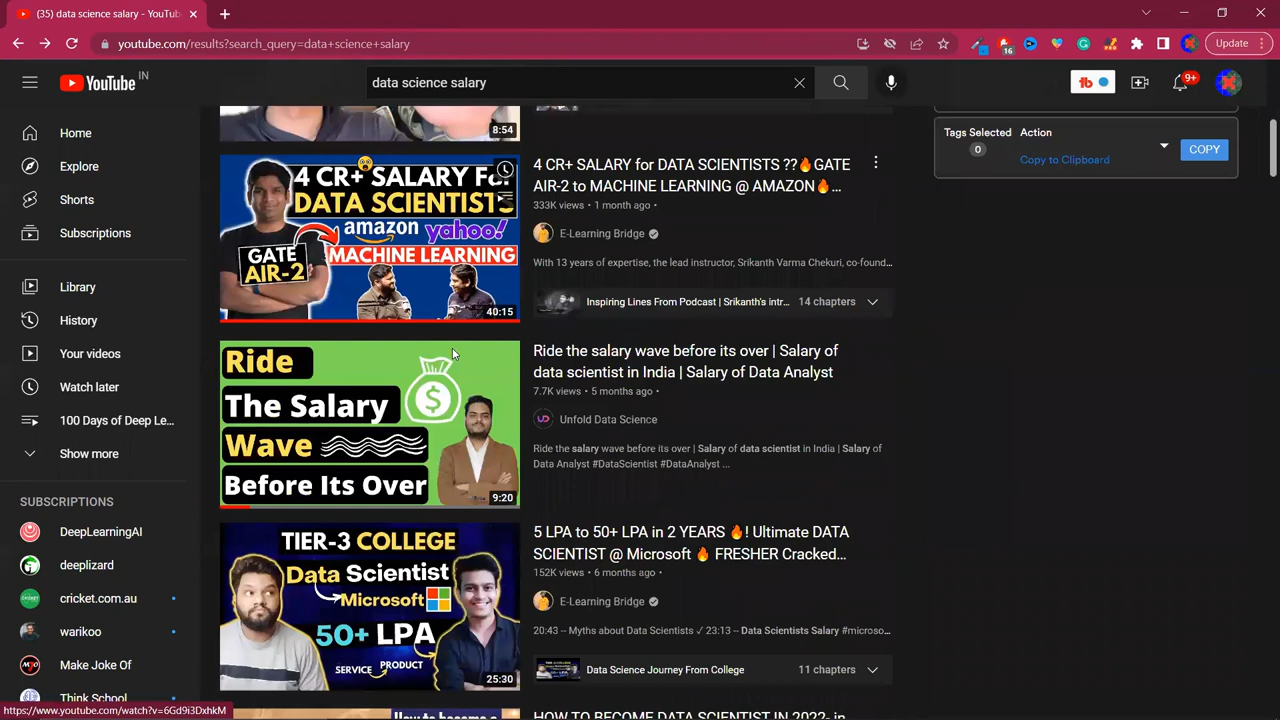 (35) data science salary - YouTub
youtube.com/results?search_query=data+science+salary
16
Update
YouTube
IN
data science salary
tb
9+
Home
Explore
Shorts
Subscriptions
Library
History
Your videos
Watch later
100 Days of Deep Le...
Show more
SUBSCRIPTIONS
DeepLearningAI
deeplizard
cricket.com.au
warikoo
Make Joke Of
Think School
https://www.youtube.com/watch?v=6Gd9i3DxhkM
8:54
4 CR+ SALARY For
DATA SCIENTISTS
amazon yahoo!
GATE
AIR-2
MACHINE LEARNING
40:15
4 CR+ SALARY for DATA SCIENTISTS ??🔥GATE
AIR-2 to MACHINE LEARNING @ AMAZON🔥...
333K views • 1 month ago •
E-Learning Bridge
With 13 years of expertise, the lead instructor, Srikanth Varma Chekuri, co-found...
Inspiring Lines From Podcast | Srikanth's intr...
14 chapters
Ride
The Salary
Wave
Before Its Over
$
9:20
Ride the salary wave before its over | Salary of
data scientist in India | Salary of Data Analyst
7.7K views • 5 months ago •
Unfold Data Science
Ride the salary wave before its over | Salary of data scientist in India | Salary of
Data Analyst #DataScientist #DataAnalyst ...
TIER-3 COLLEGE
Data Scientist
Microsoft
50+ LPA
SERVICE PRODUCT
25:30
5 LPA to 50+ LPA in 2 YEARS 🔥! Ultimate DATA
SCIENTIST @ Microsoft 🔥 FRESHER Cracked...
152K views • 6 months ago •
E-Learning Bridge
20:43 – Myths about Data Scientists ✓ 23:13 – Data Scientists Salary #microso...
Data Science Journey From College
11 chapters
How to become a
HOW TO BECOME DATA SCIENTIST IN 2022- in
Tags Selected
0
Action
Copy to Clipboard
COPY